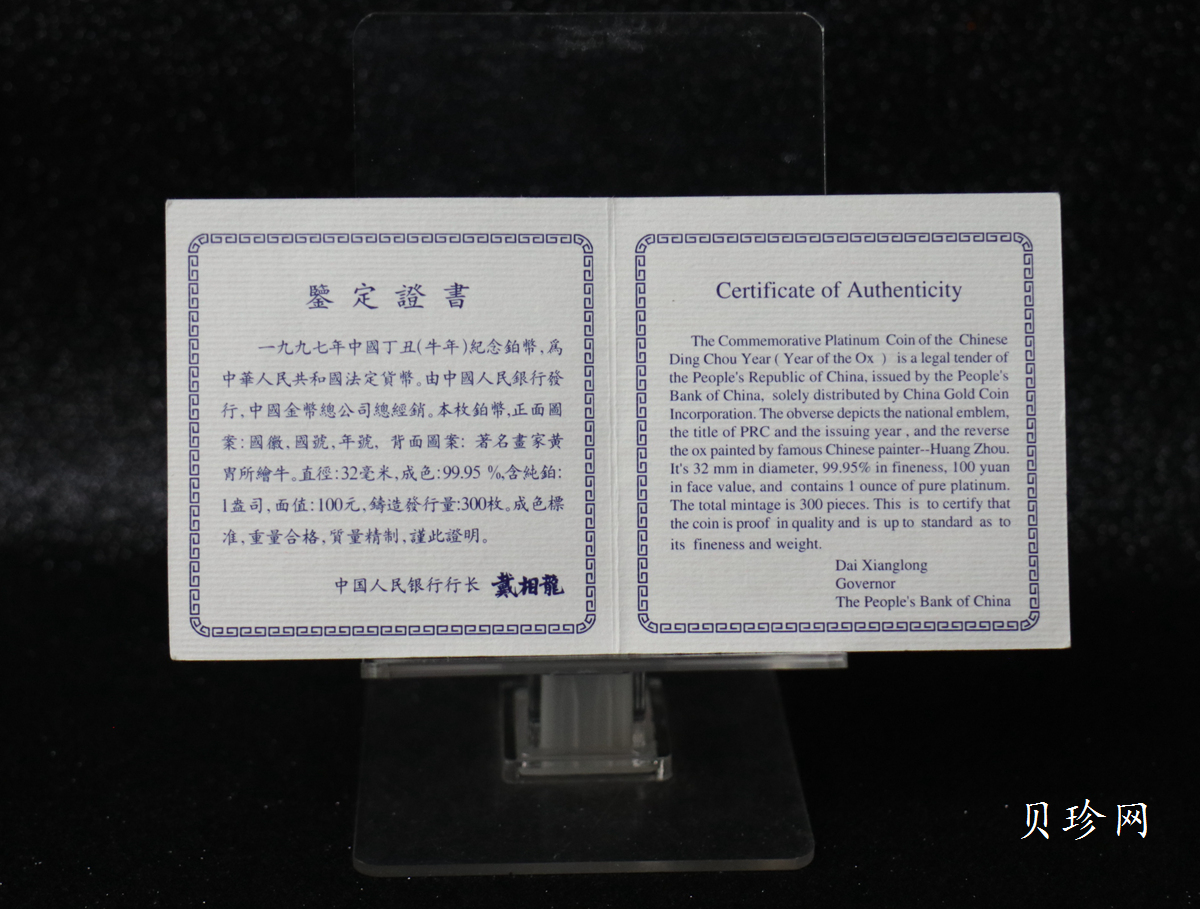 鑒定證書
一九九七年中國丁丑(牛年)紀念鉑幣,爲
中華人民共和國法定貨幣。由中國人民銀行發
行,中國金幣總公司總經銷。本枚鉑幣,正面圖
案:國徽、國號,年號, 背面圖案: 著名畫家黃
胄所繪牛。直徑:32毫米,成色:99.95 %,含純鉑:
1盎司,面值:100元,鑄造發行量:300枚。成色標
准,重量合格,質量精制,謹此證明。
中国人民银行行长 戴相龍
Certificate of Authenticity
The Commemorative Platinum Coin of the Chinese
Ding Chou Year ( Year of the Ox ) is a legal tender of
the People's Republic of China, issued by the People's
Bank of China, solely distributed by China Gold Coin
Incorporation. The obverse depicts the national emblem,
the title of PRC and the issuing year , and the reverse
the ox painted by famous Chinese painter--Huang Zhou.
It's 32 mm in diameter, 99.95% in fineness, 100 yuan
in face value, and contains 1 ounce of pure platinum.
The total mintage is 300 pieces. This is to certify that
the coin is proof in quality and is up to standard as to
its fineness and weight.
Dai Xianglong
Governor
The People's Bank of China
贝珍网